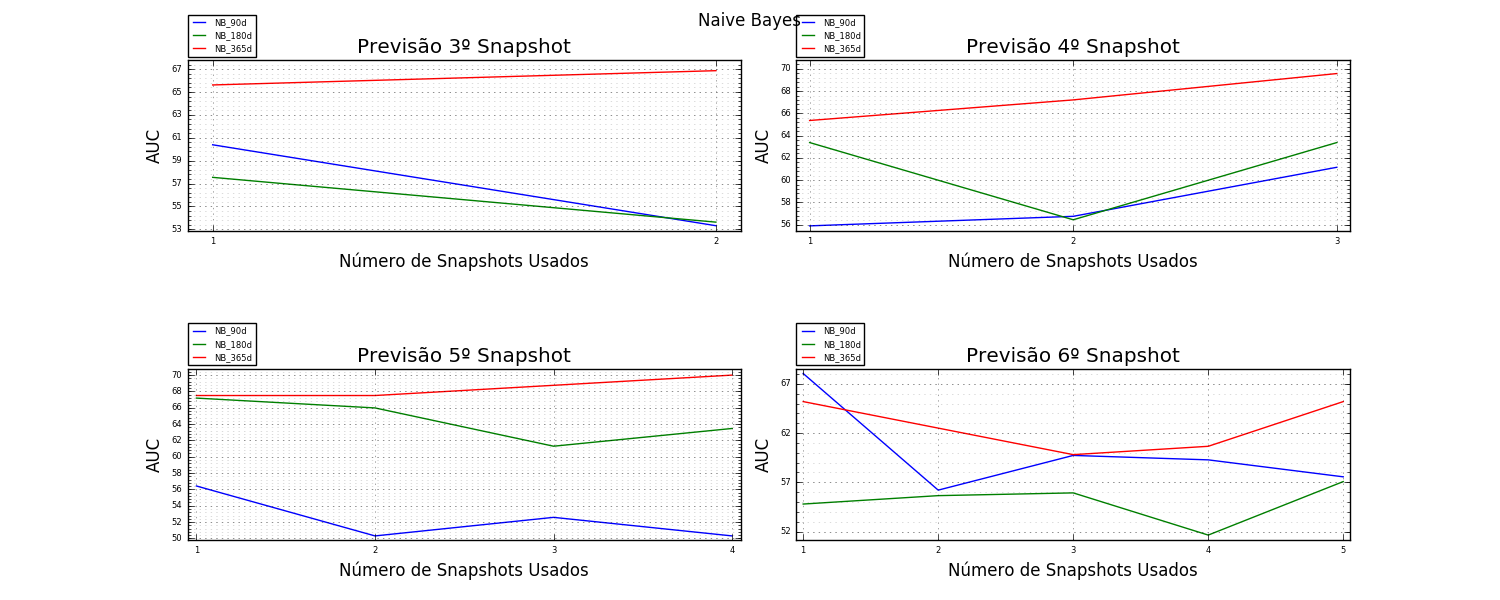 Naive Bayes
NB_90d
NB_180d
NB_365d
Previsão 3º Snapshot
67
65
63
61
59
57
55
53
AUC
1 2
Número de Snapshots Usados
NB_90d
NB_180d
NB_365d
Previsão 4º Snapshot
70
68
66
64
62
60
58
56
AUC
1 2 3
Número de Snapshots Usados
NB_90d
NB_180d
NB_365d
Previsão 5º Snapshot
70
68
66
64
62
60
58
56
54
52
50
AUC
1 2 3 4
Número de Snapshots Usados
NB_90d
NB_180d
NB_365d
Previsão 6º Snapshot
67
62
57
52
AUC
1 2 3 4 5
Número de Snapshots Usados